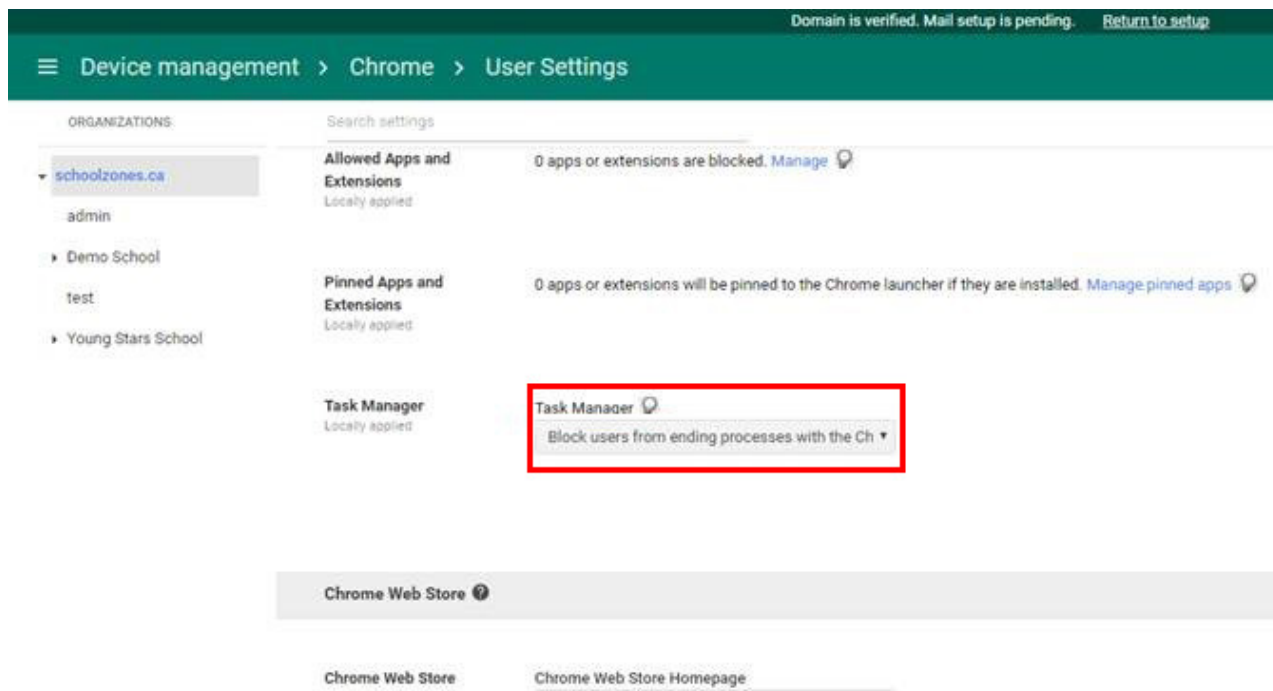 Domain is verified. Mail setup is pending. Return to setup
Device management > Chrome > User Settings
ORGANIZATIONS
schoolzones.ca
admin
Demo School
test
Young Stars School
Search settings
Allowed Apps and
Extensions
Locally applied
0 apps or extensions are blocked. Manage
Pinned Apps and
Extensions
Locally applied
0 apps or extensions will be pinned to the Chrome launcher if they are installed. Manage pinned apps
Task Manager
Locally applied
Task Manager
Block users from ending processes with the Ch
Chrome Web Store
Chrome Web Store
Chrome Web Store Homepage